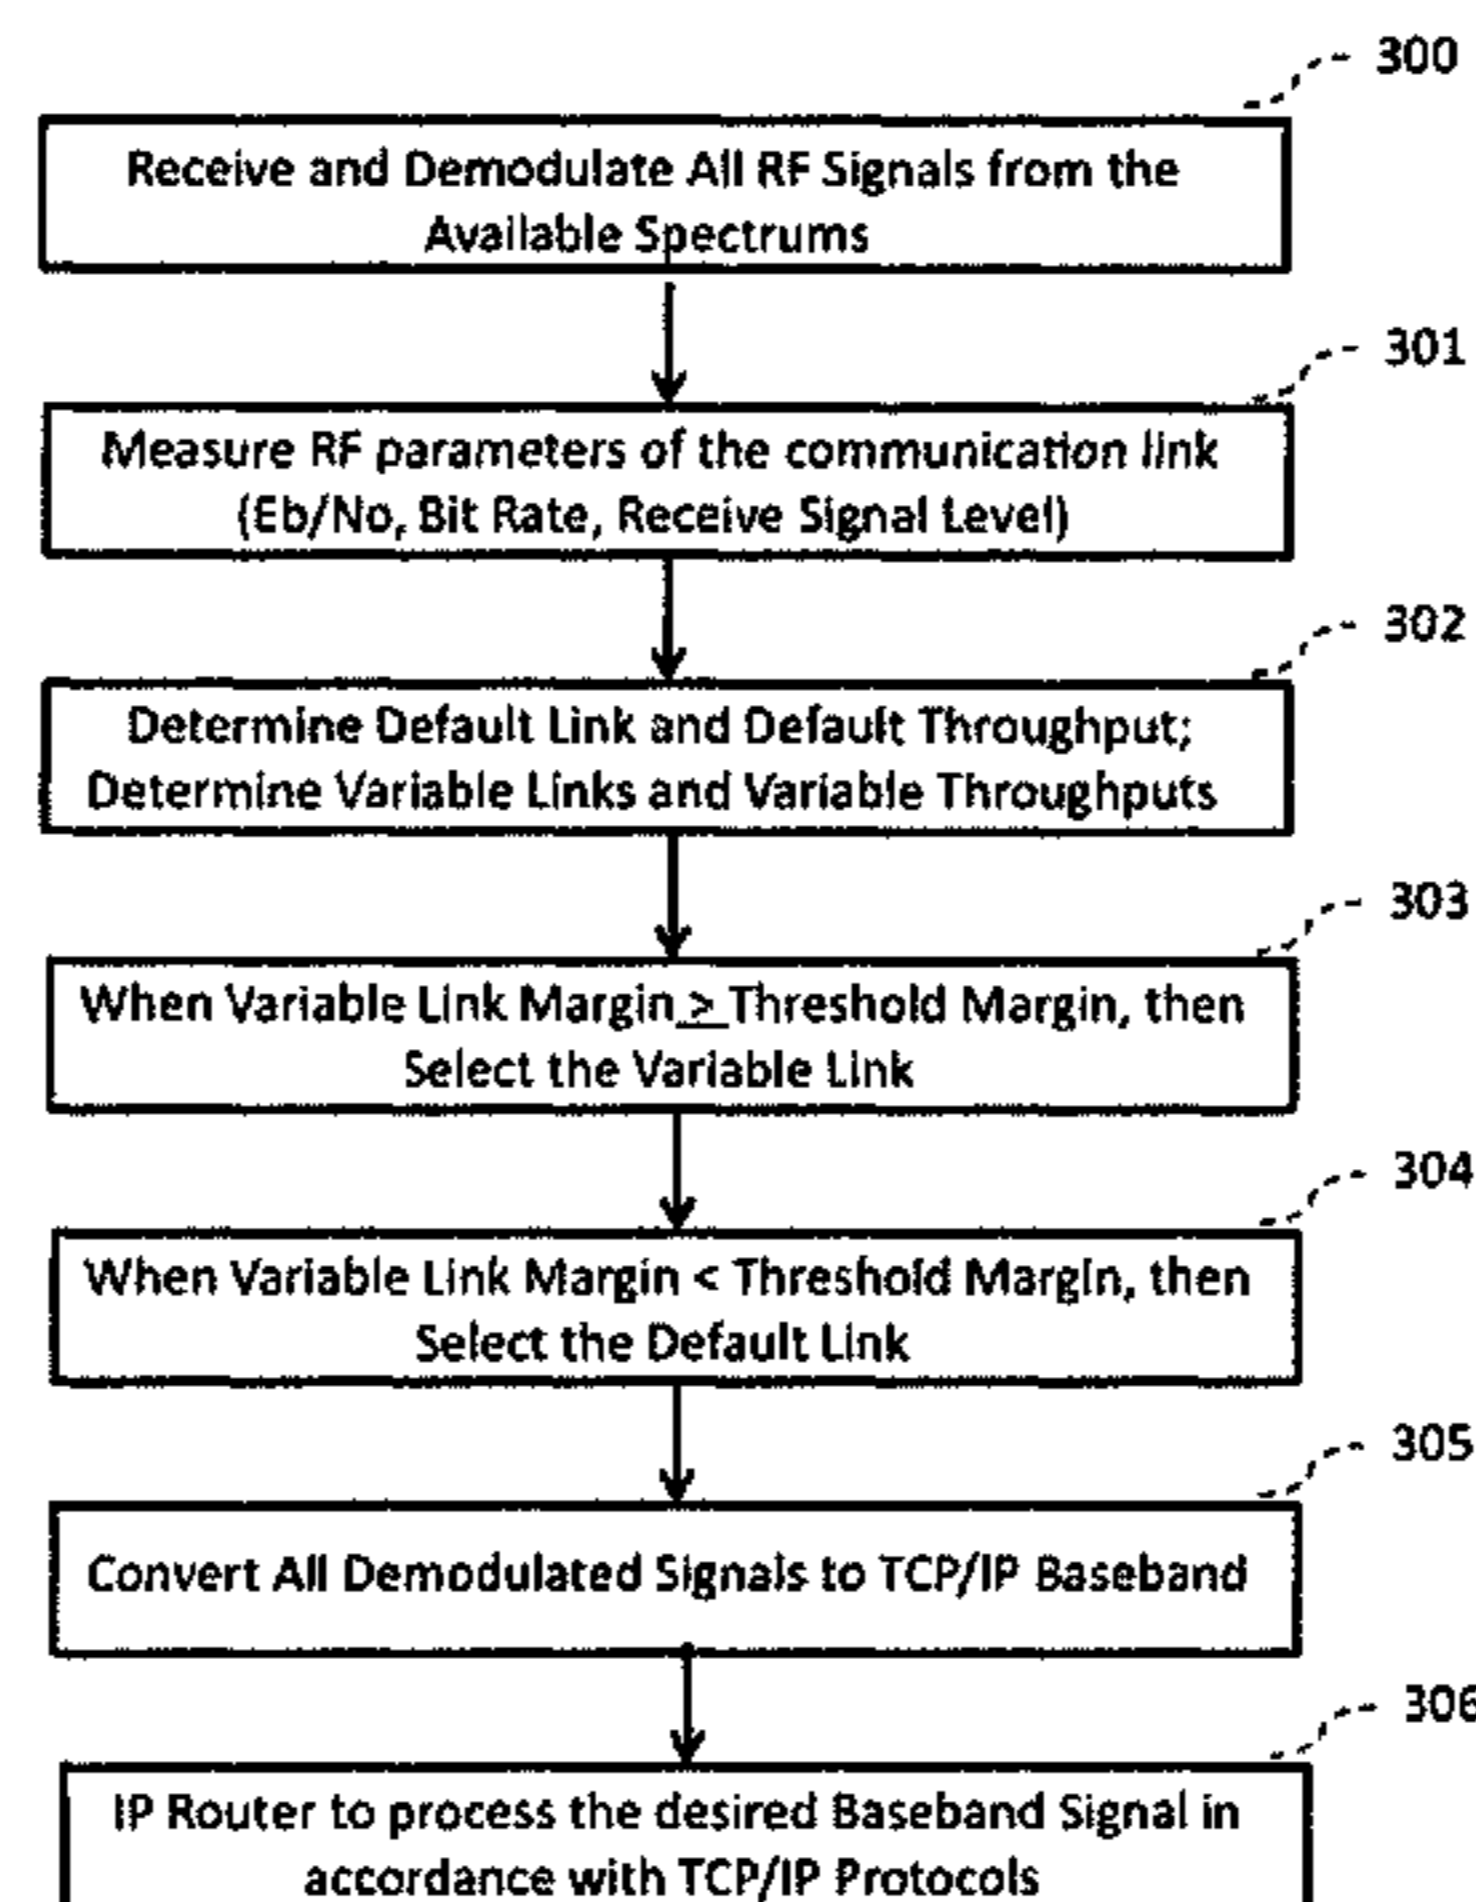 300
Receive and Demodulate All RF Signals from the
Available Spectrums
301
Measure RF parameters of the communication link
(Eb/No, Bit Rate, Receive Signal Level)
302
Determine Default Link and Default Throughput;
Determine Variable Links and Variable Throughputs
303
When Variable Link Margin ≥ Threshold Margin, then
Select the Variable Link
304
When Variable Link Margin < Threshold Margin, then
Select the Default Link
305
Convert All Demodulated Signals to TCP/IP Baseband
306
IP Router to process the desired Baseband Signal in
accordance with TCP/IP Protocols